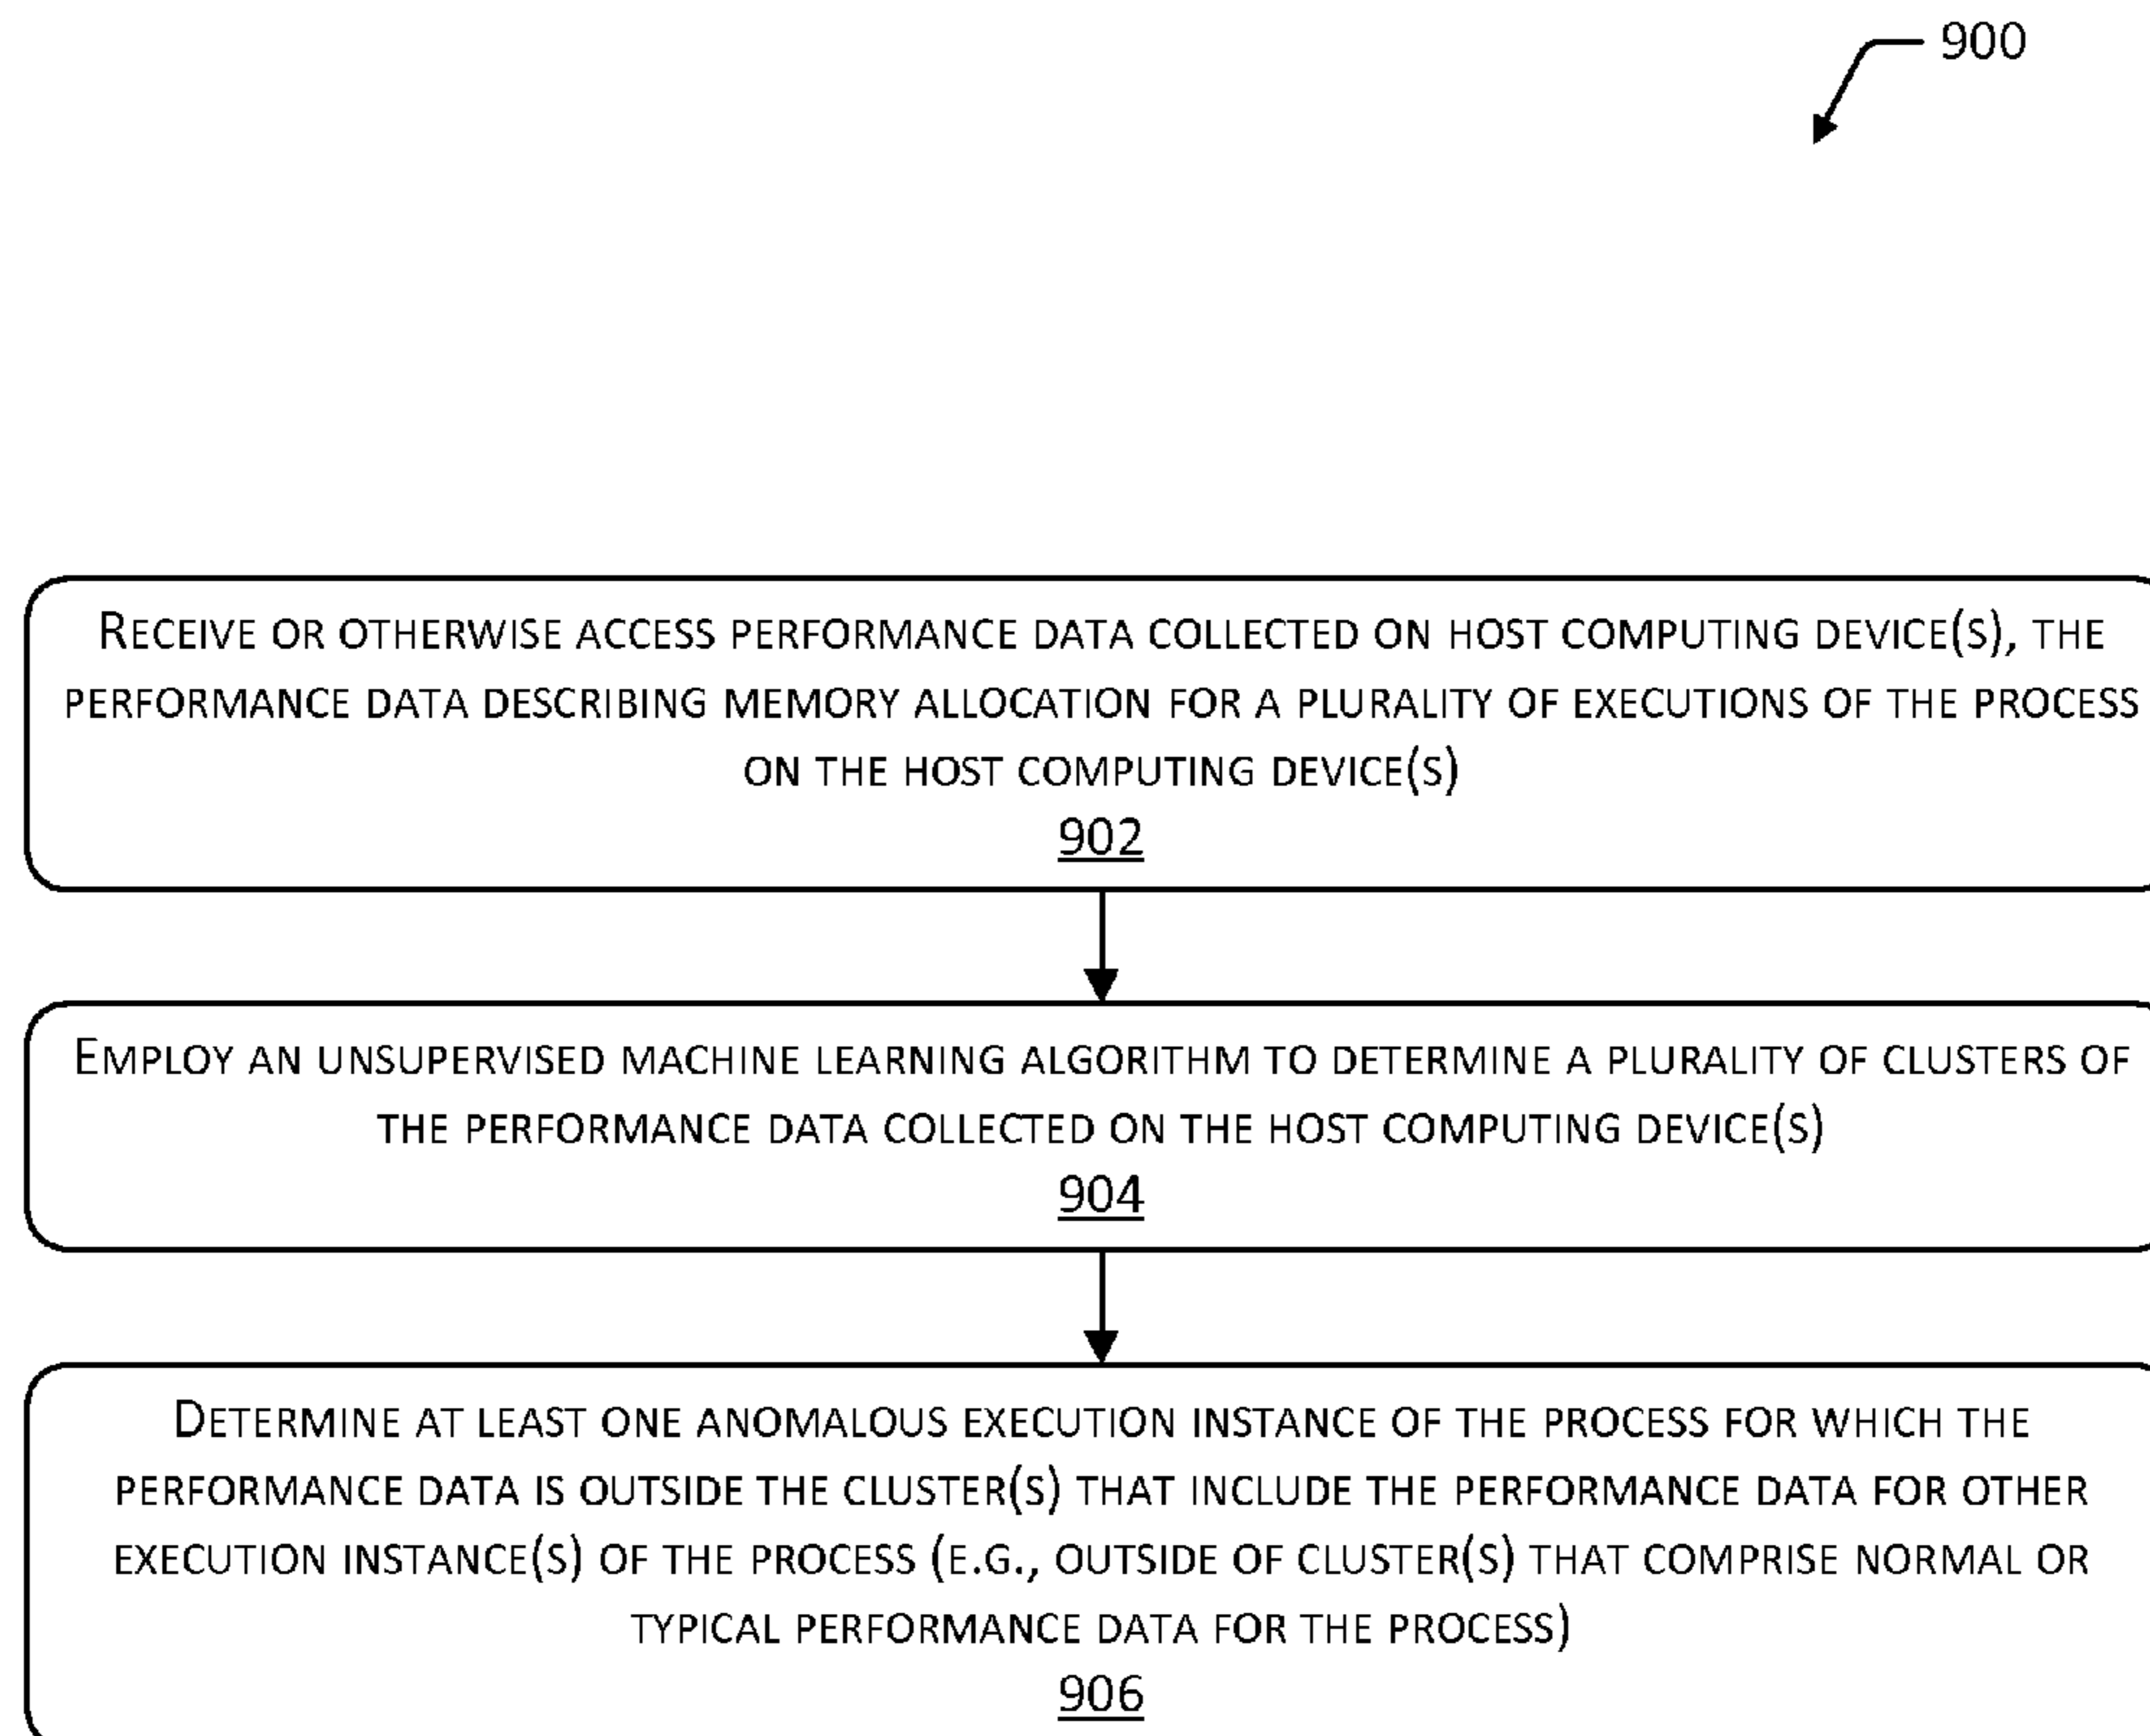 900
Receive or otherwise access performance data collected on host computing device(s), the
performance data describing memory allocation for a plurality of executions of the process
on the host computing device(s)
902
Employ an unsupervised machine learning algorithm to determine a plurality of clusters of
the performance data collected on the host computing device(s)
904
Determine at least one anomalous execution instance of the process for which the
performance data is outside the cluster(s) that include the performance data for other
execution instance(s) of the process (e.g., outside of cluster(s) that comprise normal or
typical performance data for the process)
906